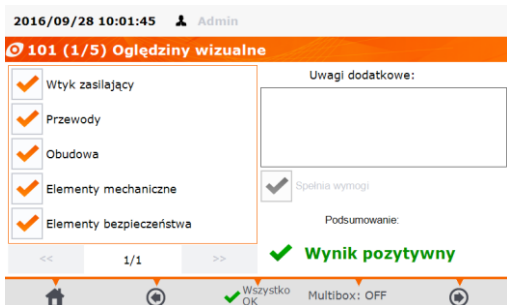 2016/09/28 10:01:45 Admin
101 (1/5) Oględziny wizualne
Wtyk zasilający
Przewody
Obudowa
Elementy mechaniczne
Elementy bezpieczeństwa
<< 1/1 >>
Uwagi dodatkowe:
Spełnia wymogi
Podsumowanie:
Wynik pozytywny
Wszystko
OK
Multibox: OFF